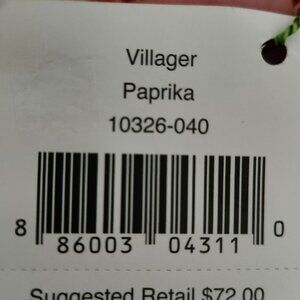 Villager
Paprika
10326-040
8 86003 04311 0
Suggested Retail $72.00